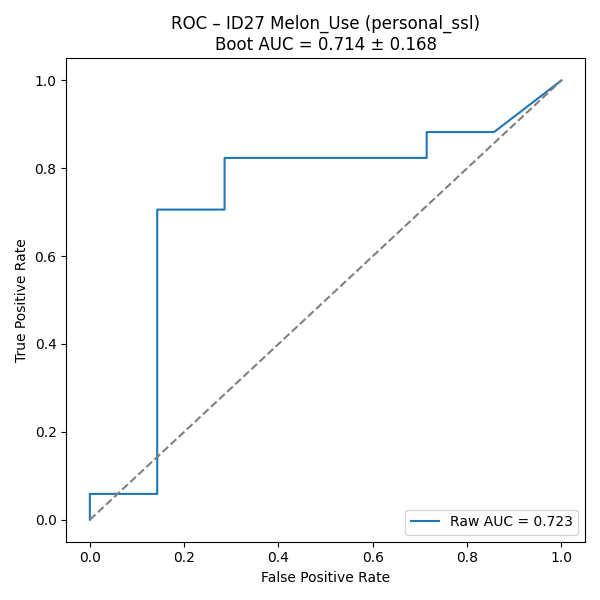 ROC – ID27 Melon_Use (personal_ssl)
Boot AUC = 0.714 ± 0.168
1.0
0.8
0.6
0.4
0.2
0.0
True Positive Rate
Raw AUC = 0.723
0.0 0.2 0.4 0.6 0.8 1.0
False Positive Rate